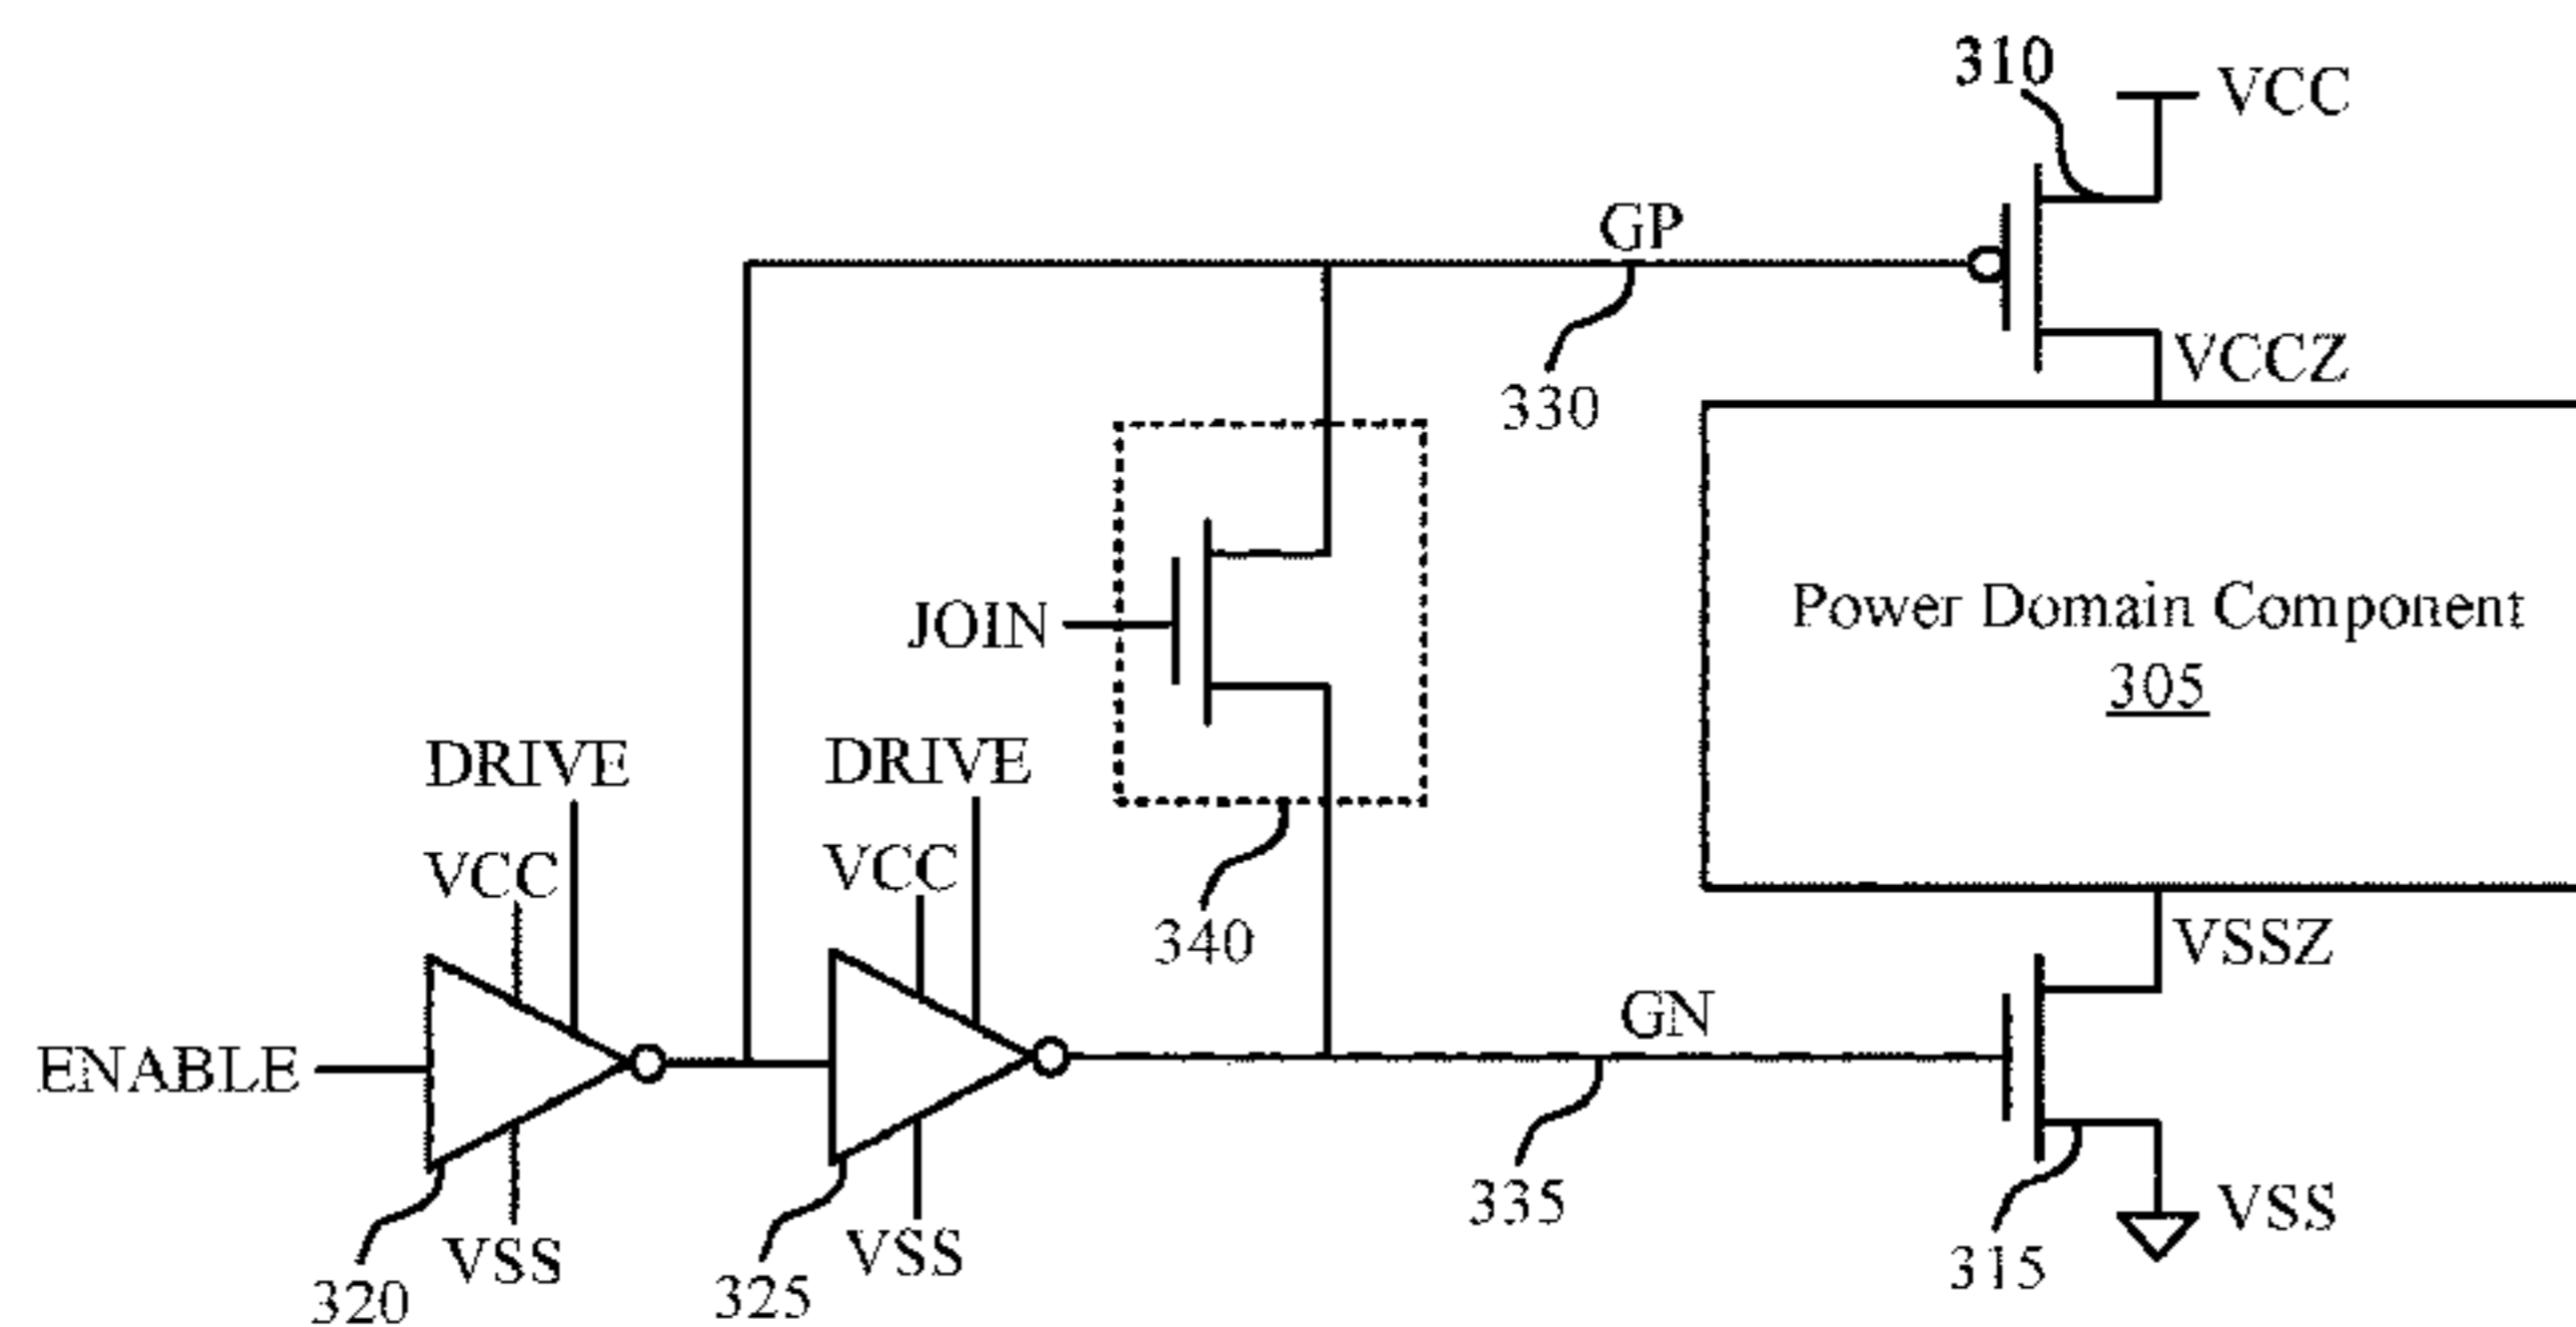 310
VCC
GP
VCCZ
330
Power Domain Component
305
JOIN
DRIVE
DRIVE
VCC
VCC
340
VSSZ
GN
ENABLE
335
VSS
VSS
VSS
315
320
325